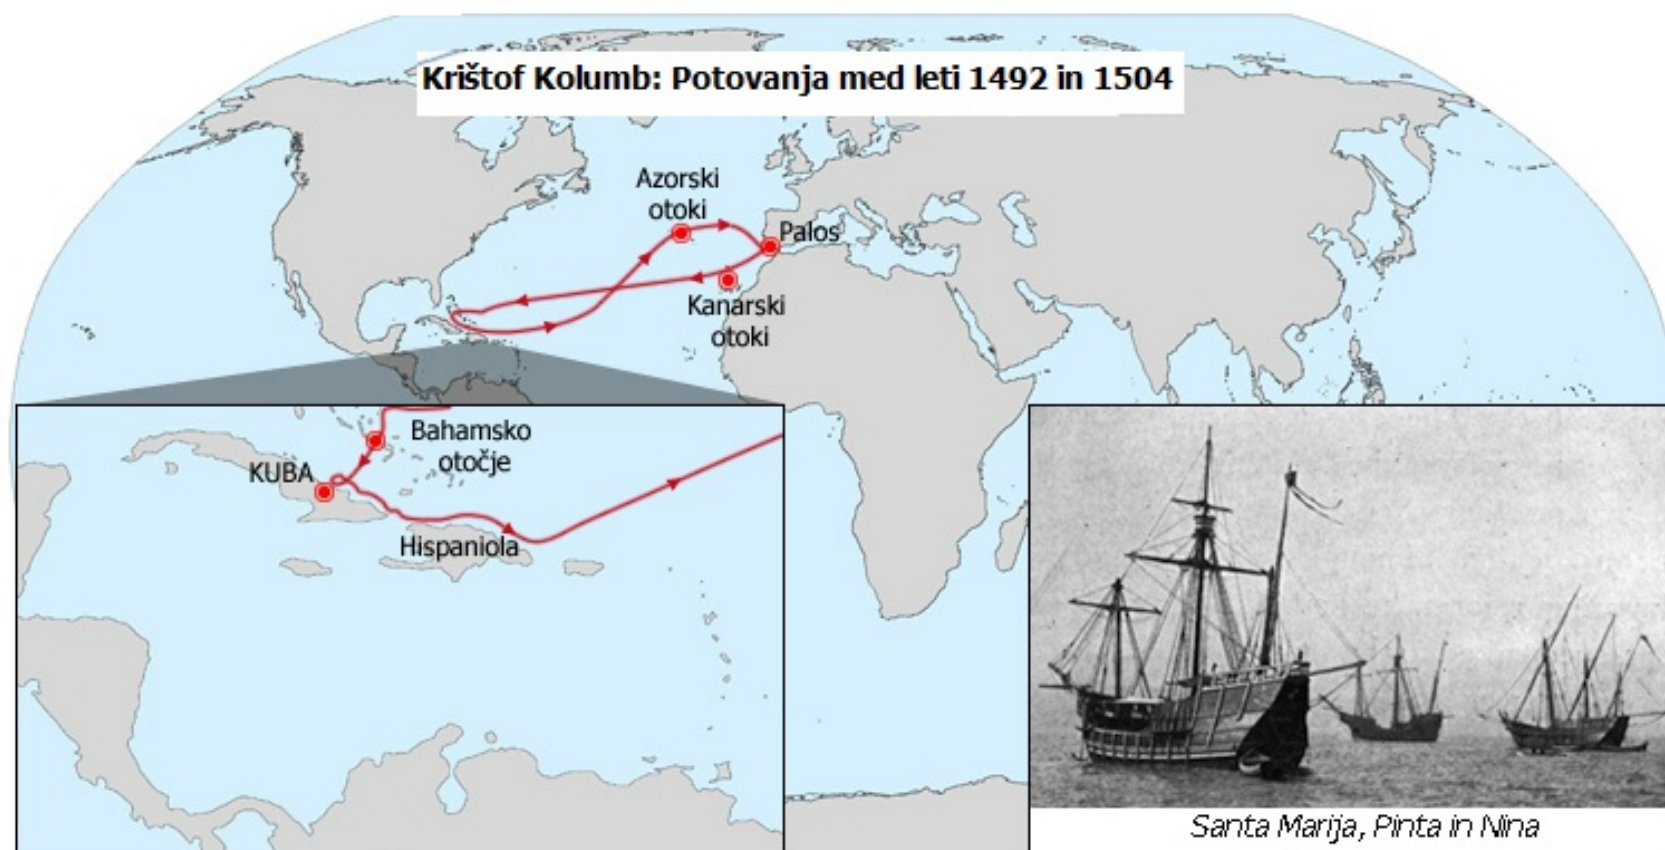 Krištof Kolumb: Potovanja med leti 1492 in 1504
Azorski
otoki
Palos
Kanarski
otoki
Bahamsko
otočje
KUBA
Hispaniola
Santa Marija, Pinta in Nina